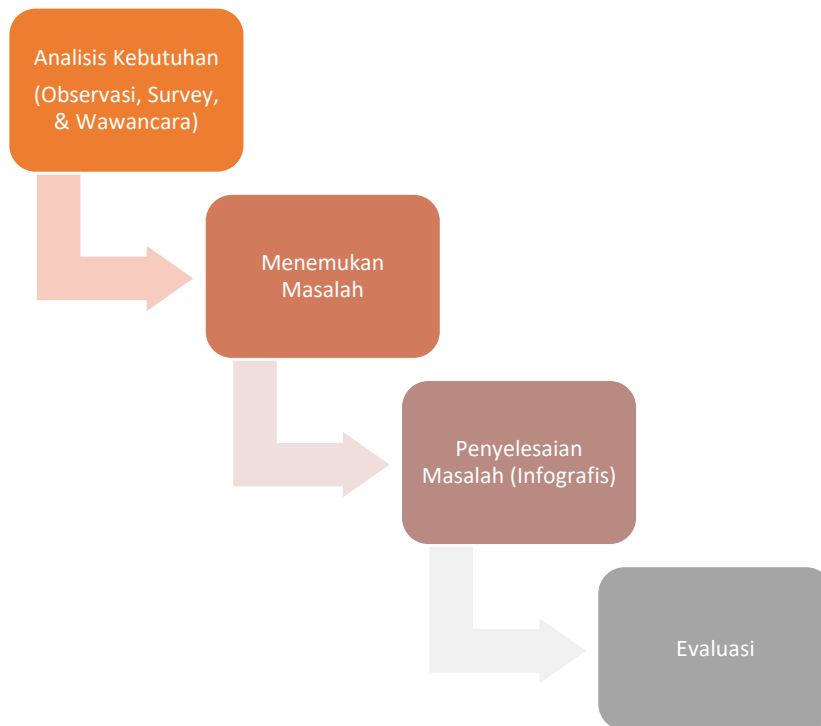 Analisis Kebutuhan
(Observasi, Survey,
& Wawancara)
Menemukan
Masalah
Penyelesaian
Masalah (Infografis)
Evaluasi